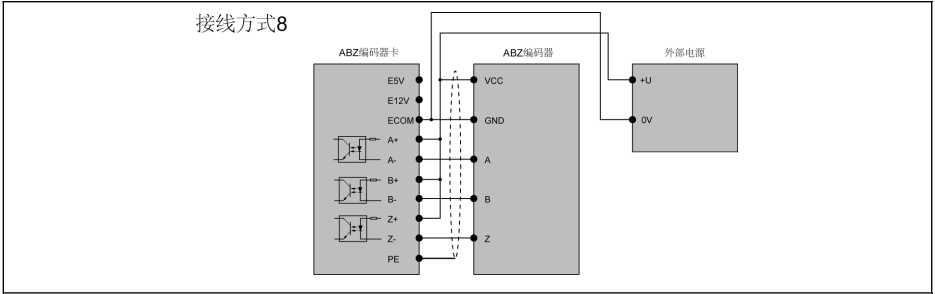 接线方式8
ABZ编码器卡
ABZ编码器
外部电源
E5V
E12V
ECOM
A+
A-
B+
B-
Z+
Z-
PE
VCC
GND
A
B
Z
+U
0V